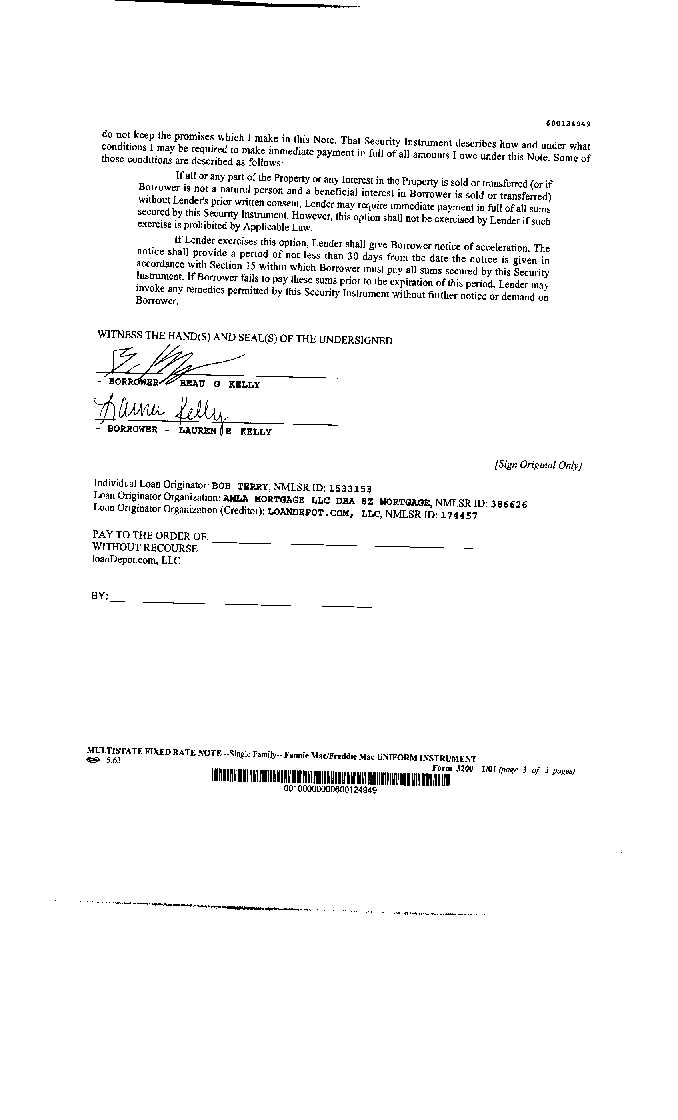 600124949
do not keep the promises which I make in this Note. That Security Instrument describes how and under what
conditions I may be required to make immediate payment in full of all amounts I owe under this Note. Some of
those conditions are described as follows:
If all or any part of the Property or any Interest in the Property is sold or transferred (or if
Borrower is not a natural person and a beneficial interest in Borrower is sold or transferred)
without Lender's prior written consent, Lender may require immediate payment in full of all sums
secured by this Security Instrument. However, this option shall not be exercised by Lender if such
exercise is prohibited by Applicable Law.
If Lender exercises this option, Lender shall give Borrower notice of acceleration. The
notice shall provide a period of not less than 30 days from the date the notice is given in
accordance with Section 15 within which Borrower must pay all sums secured by this Security
Instrument. If Borrower fails to pay these sums prior to the expiration of this period, Lender may
invoke any remedies permitted by this Security Instrument without further notice or demand on
Borrower.
WITNESS THE HAND(S) AND SEAL(S) OF THE UNDERSIGNED
- BORROWER - BEAU G KELLY
Lauren Kelly
- BORROWER - LAUREN E KELLY
[Sign Original Only]
Individual Loan Originator: BOB TERRY, NMLSR ID: 1533153
Loan Originator Organization: AMLA MORTGAGE LLC DBA EZ MORTGAGE, NMLSR ID: 386626
Loan Originator Organization (Creditor): LOANDEPOT.COM, LLC, NMLSR ID: 174457
PAY TO THE ORDER OF
WITHOUT RECOURSE
loanDepot.com, LLC
BY:
MULTISTATE FIXED RATE NOTE--Single Family--Fannie Mae/Freddie Mac UNIFORM INSTRUMENT
Form 3200 1/01 (page 3 of 3 pages)
0010000000600124949